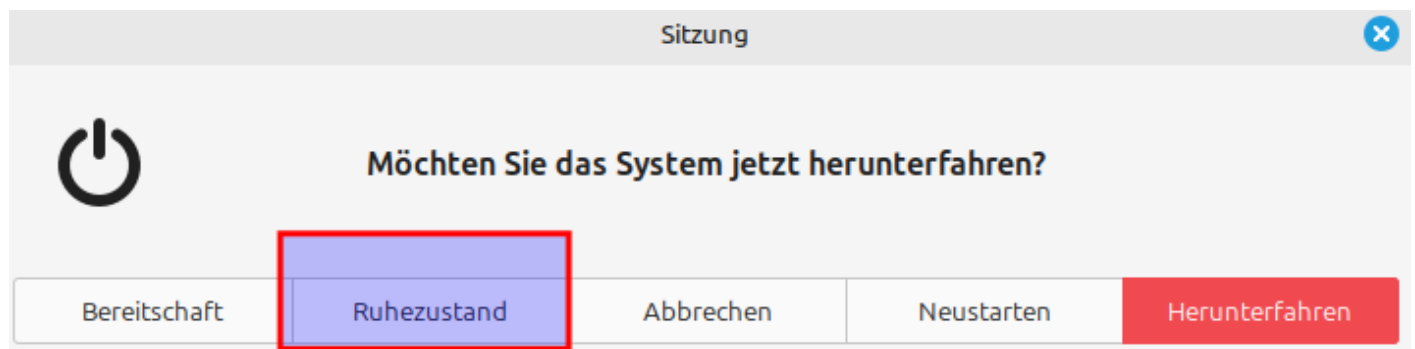 Sitzung
Möchten Sie das System jetzt herunterfahren?
Bereitschaft Ruhezustand Abbrechen Neustarten Herunterfahren